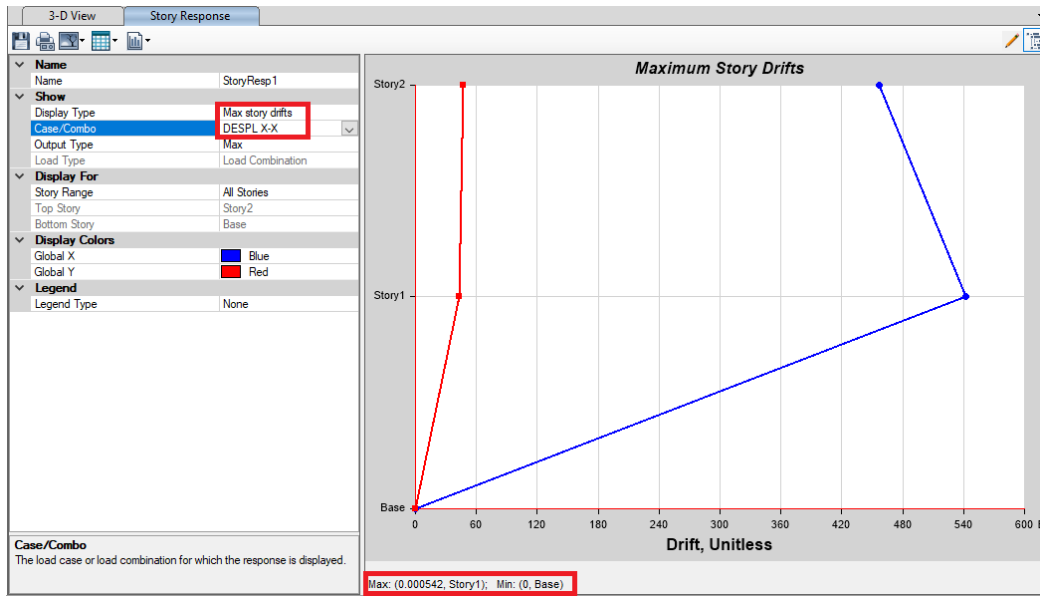 3-D View Story Response
Name
Name StoryResp1
Show
Display Type Max story drifts
Case/Combo DESPL X-X
Output Type Max
Load Type Load Combination
Display For
Story Range All Stories
Top Story Story2
Bottom Story Base
Display Colors
Global X Blue
Global Y Red
Legend
Legend Type None
Case/Combo
The load case or load combination for which the response is displayed.
Maximum Story Drifts
Story2
Story1
Base
0 60 120 180 240 300 360 420 480 540 600 E
Drift, Unitless
Max: (0.000542, Story1); Min: (0, Base)